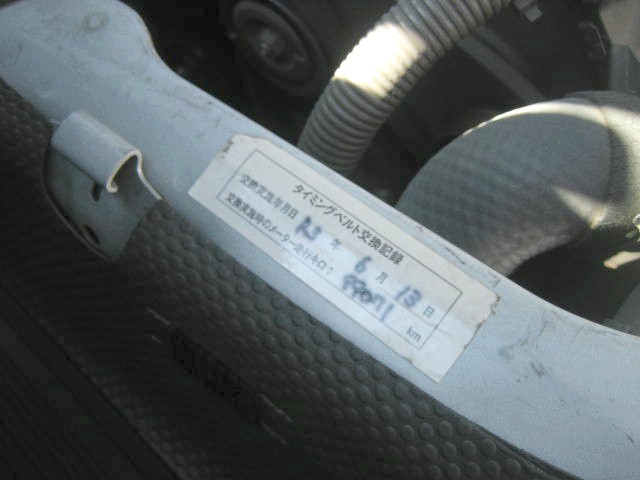 タイミングベルト交換記録
交換実施年月日 23 年 6 月 13 日
交換実施時のメーター走行キロ： km